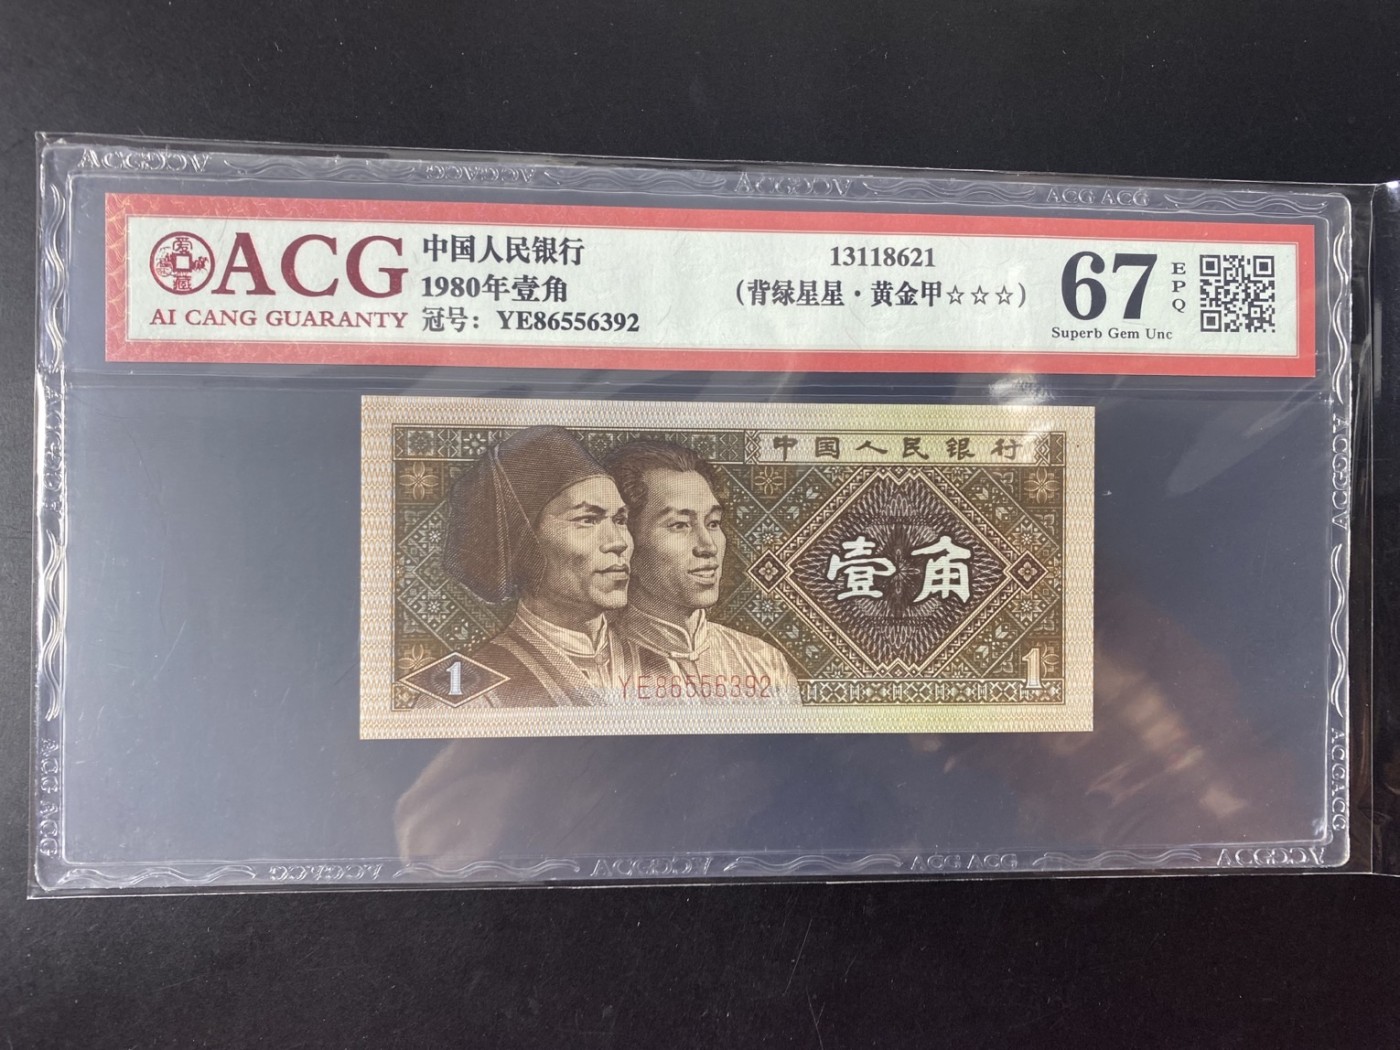 ACG
AI CANG GUARANTY
中国人民银行
1980年壹角
冠号：YE86556392
13118621
（背绿星星·黄金甲☆☆☆）
67
EPQ
Superb Gem Unc
中国人民银行
壹角
1
YE86556392
1
ACG ACG